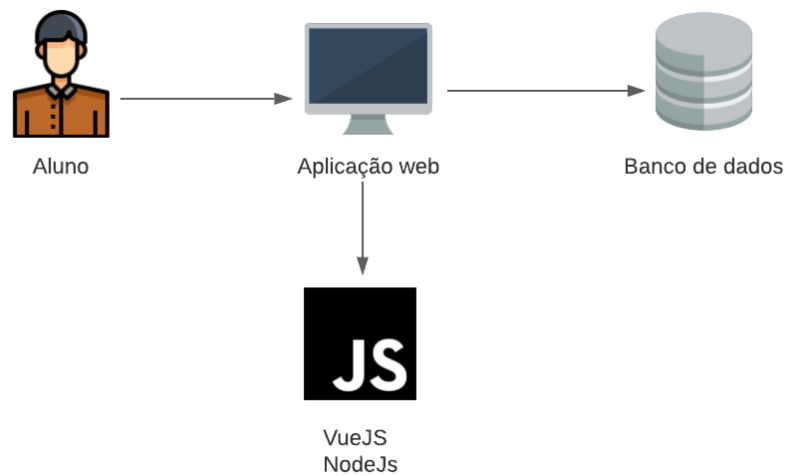 Aluno
Aplicação web
Banco de dados
JS
VueJS
NodeJs